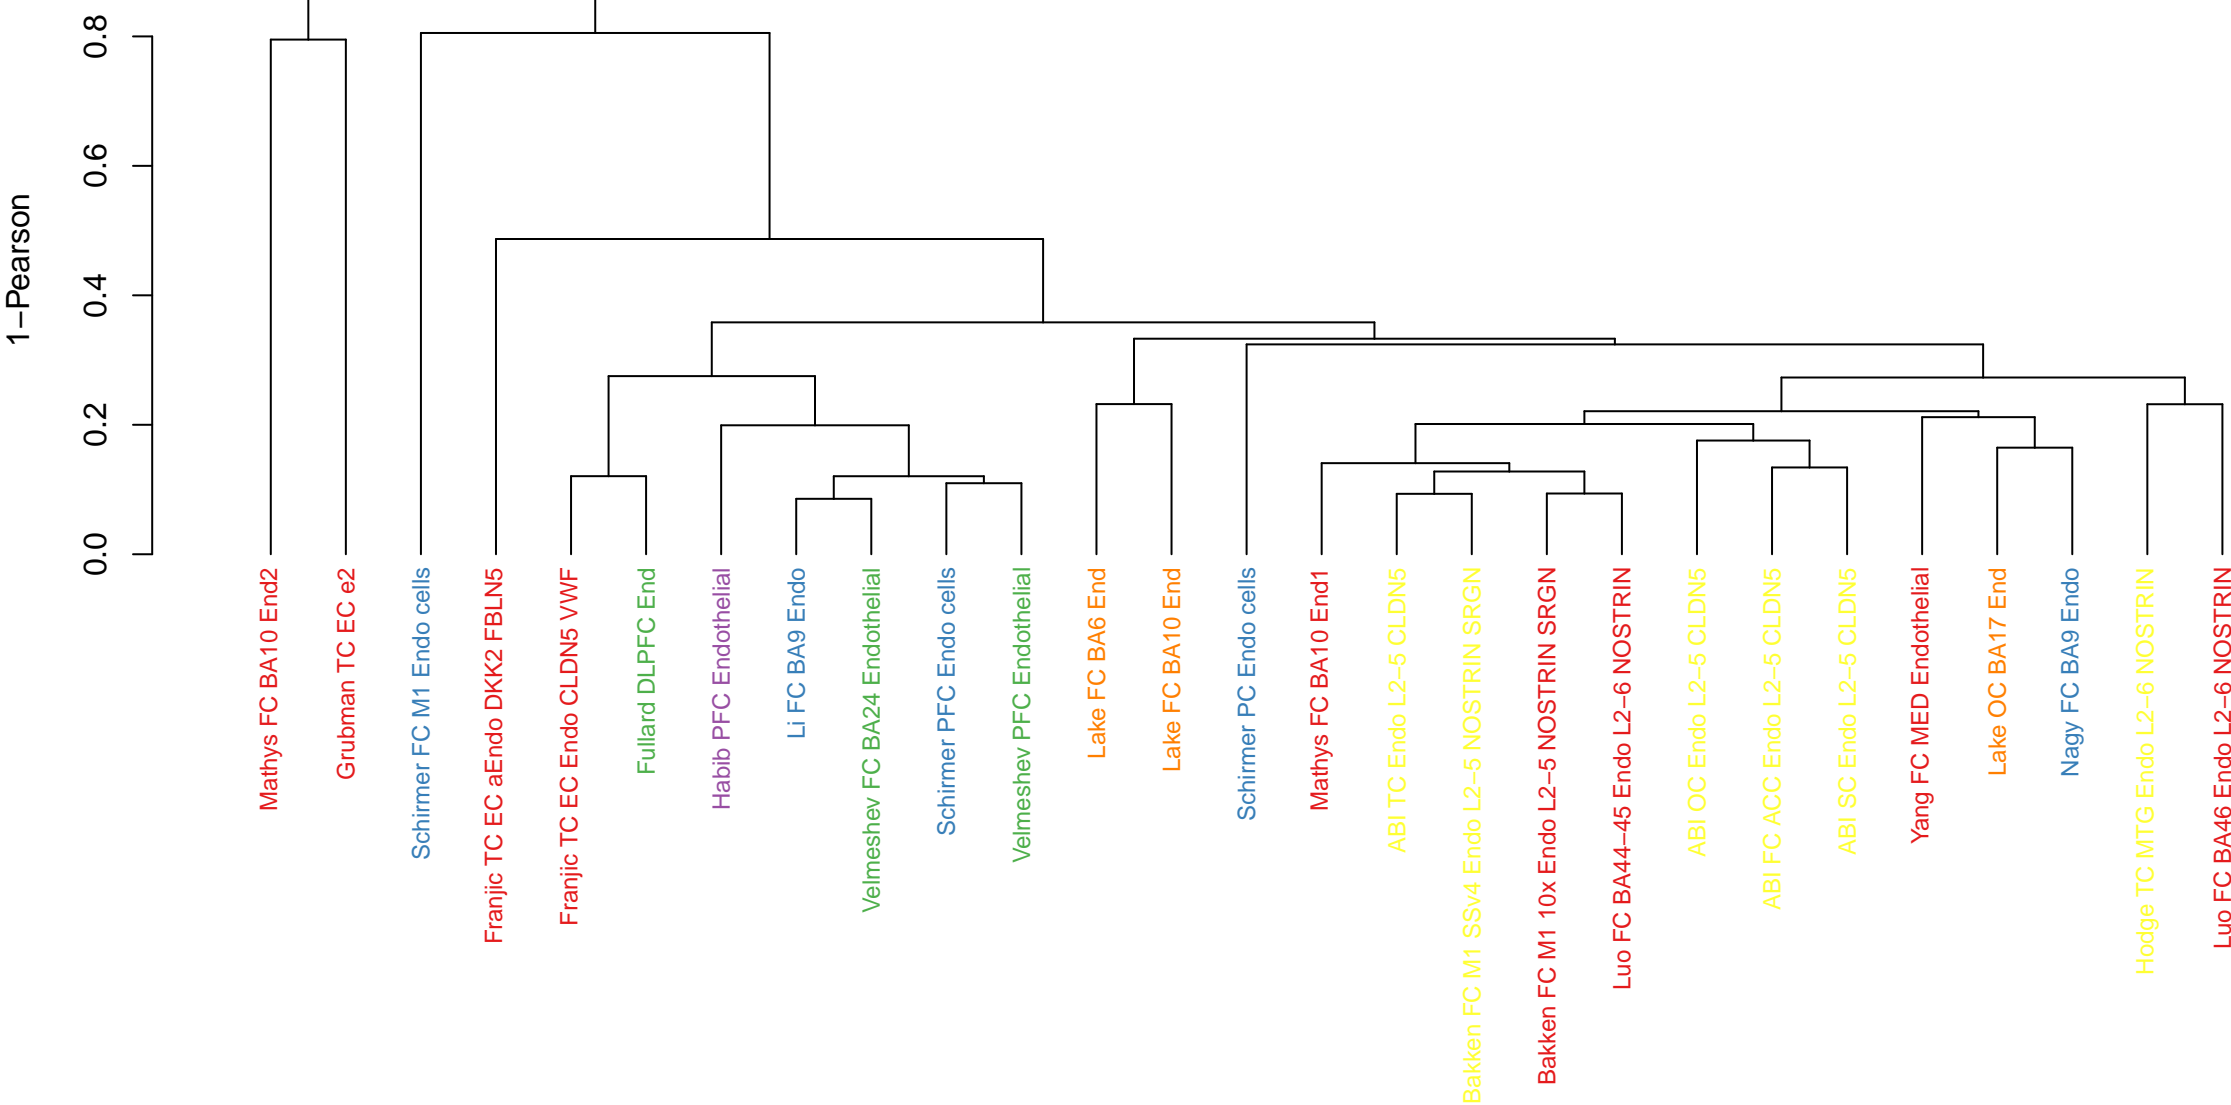 1−Pearson
0.8
0.6
0.4
0.2
0.0
Mathys FC BA10 End2
Grubman TC EC e2
Schirmer FC M1 Endo cells
Franjic TC EC aEndo DKK2 FBLN5
Franjic TC EC Endo CLDN5 VWF
Fullard DLPFC End
Habib PFC Endothelial
Li FC BA9 Endo
Velmeshev FC BA24 Endothelial
Schirmer PFC Endo cells
Velmeshev PFC Endothelial
Lake FC BA6 End
Lake FC BA10 End
Schirmer PC Endo cells
Mathys FC BA10 End1
ABI TC Endo L2−5 CLDN5
Bakken FC M1 SSv4 Endo L2−5 NOSTRIN SRGN
Bakken FC M1 10x Endo L2−5 NOSTRIN SRGN
Luo FC BA44−45 Endo L2−6 NOSTRIN
ABI OC Endo L2−5 CLDN5
ABI FC ACC Endo L2−5 CLDN5
ABI SC Endo L2−5 CLDN5
Yang FC MED Endothelial
Lake OC BA17 End
Nagy FC BA9 Endo
Hodge TC MTG Endo L2−6 NOSTRIN
Luo FC BA46 Endo L2−6 NOSTRIN